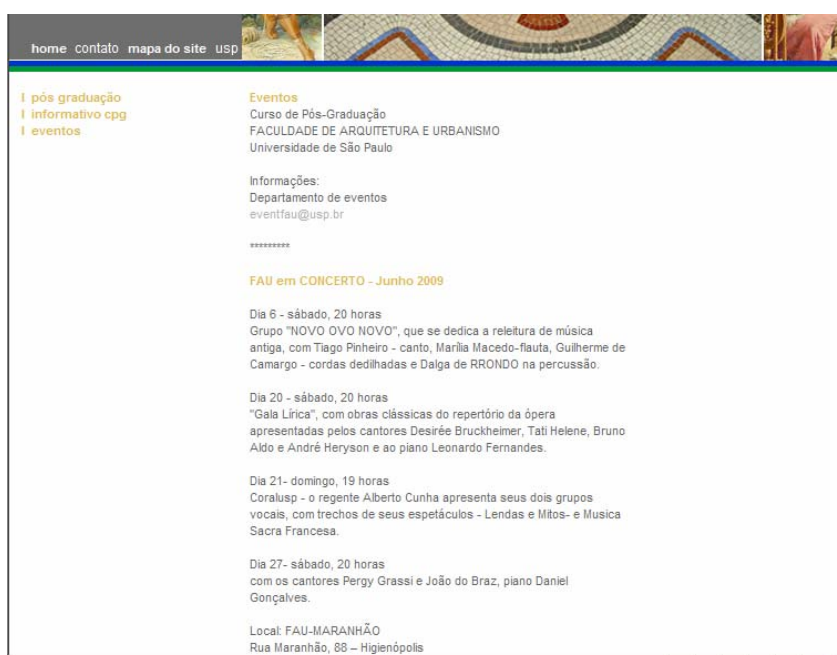 home contato mapa do site usp
| pós graduação
| informativo cpg
| eventos
Eventos
Curso de Pós-Graduação
FACULDADE DE ARQUITETURA E URBANISMO
Universidade de São Paulo
Informações:
Departamento de eventos
eventfau@usp.br
*********
FAU em CONCERTO - Junho 2009
Dia 6 - sábado, 20 horas
Grupo "NOVO OVO NOVO", que se dedica a releitura de música
antiga, com Tiago Pinheiro - canto, Marília Macedo-flauta, Guilherme de
Camargo - cordas dedilhadas e Dalga de RRONDO na percussão.
Dia 20 - sábado, 20 horas
"Gala Lírica", com obras clássicas do repertório da ópera
apresentadas pelos cantores Desirée Bruckheimer, Tati Helene, Bruno
Aldo e André Heryson e ao piano Leonardo Fernandes.
Dia 21- domingo, 19 horas
Coralusp - o regente Alberto Cunha apresenta seus dois grupos
vocais, com trechos de seus espetáculos - Lendas e Mitos- e Musica
Sacra Francesa.
Dia 27- sábado, 20 horas
com os cantores Pergy Grassi e João do Braz, piano Daniel
Gonçalves.
Local: FAU-MARANHÃO
Rua Maranhão, 88 – Higienópolis